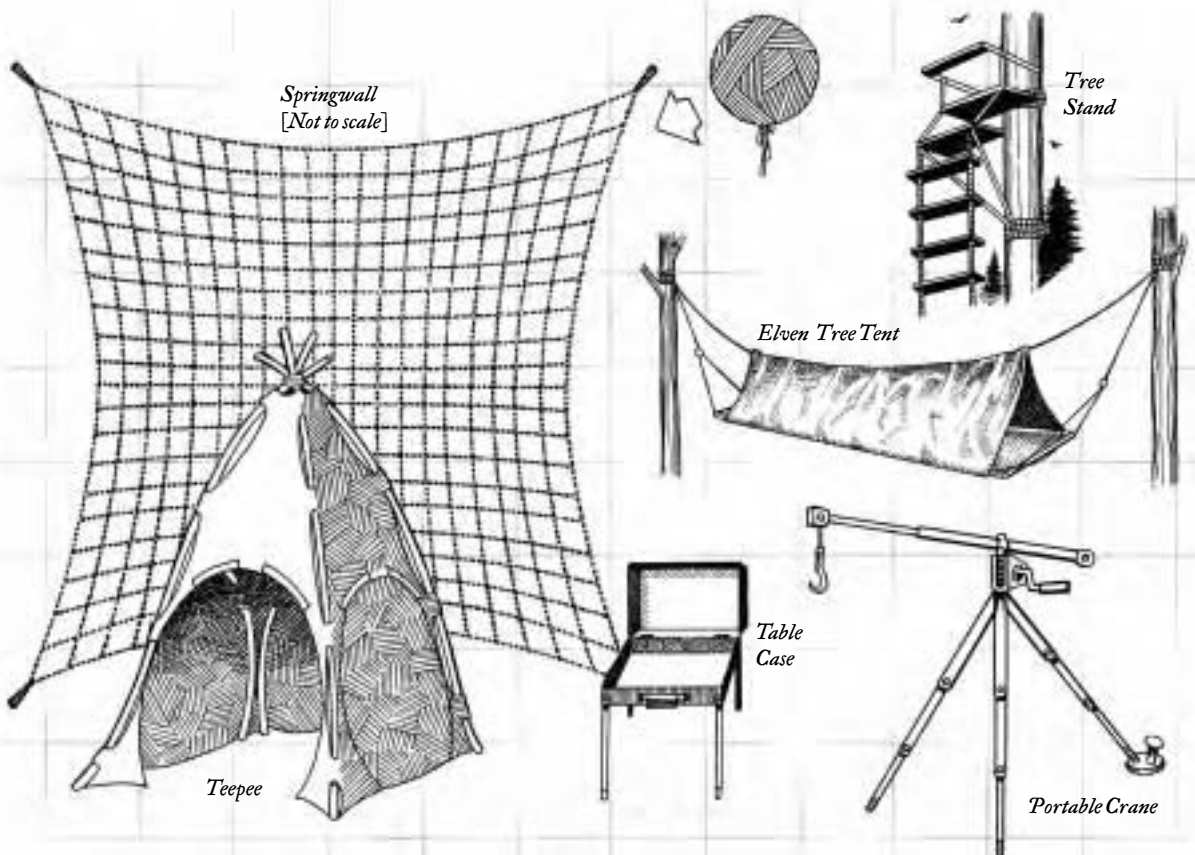 Springwall
[Not to scale]
Tree
Stand
Elven Tree Tent
Table
Case
Teepee
Portable Crane